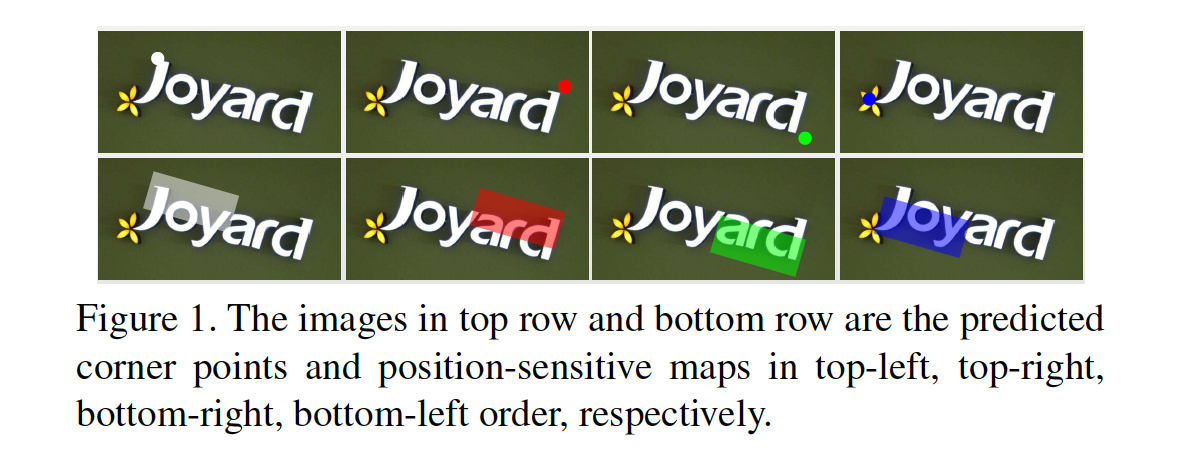 Joyard Joyard Joyard Joyard
Joyard Joyard Joyard Joyard
Figure 1. The images in top row and bottom row are the predicted
corner points and position-sensitive maps in top-left, top-right,
bottom-right, bottom-left order, respectively.